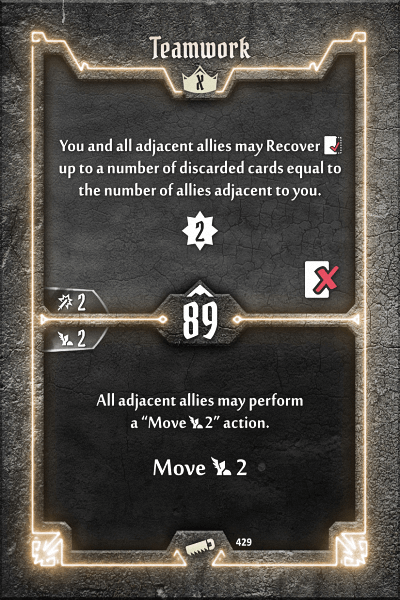 Teamwork
X
You and all adjacent allies may Recover
up to a number of discarded cards equal to
the number of allies adjacent to you.
2
2
89
2
All adjacent allies may perform
a “Move 2” action.
Move 2
429